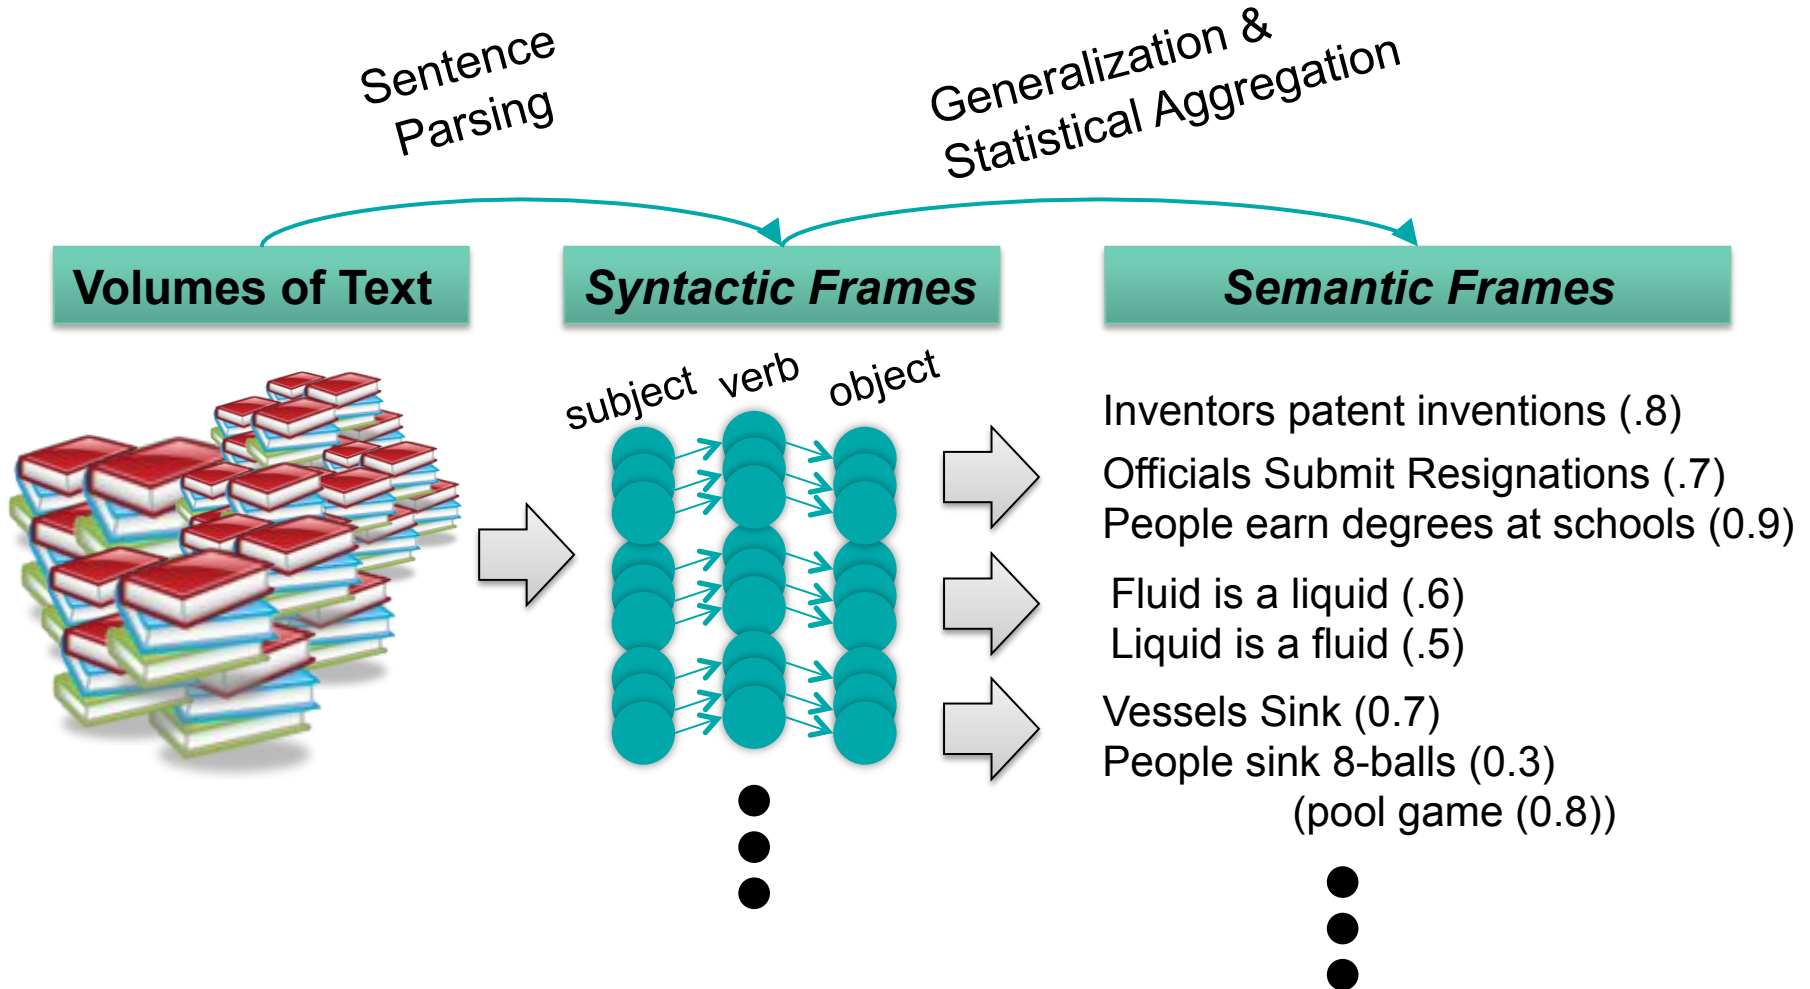 Sentence
Parsing
Generalization &
Statistical Aggregation
Volumes of Text
Syntactic Frames
Semantic Frames
subject verb object
Inventors patent inventions (.8)
Officials Submit Resignations (.7)
People earn degrees at schools (0.9)
Fluid is a liquid (.6)
Liquid is a fluid (.5)
Vessels Sink (0.7)
People sink 8-balls (0.3)
(pool game (0.8))